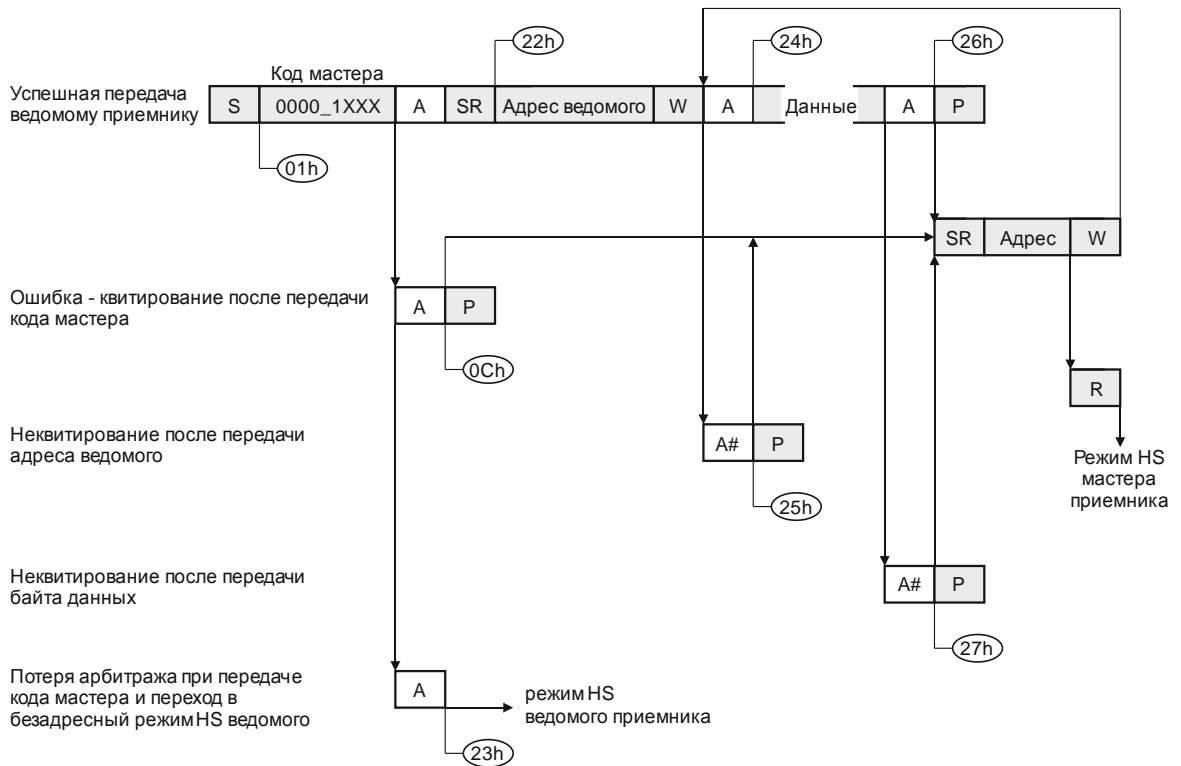 22h
24h
26h
Код мастера
Успешная передача
ведомому приемнику
S 0000_1XXX A SR Адрес ведомого W A Данные A P
01h
SR Адрес W
Ошибка - квитирование после передачи
кода мастера
A P
0Ch
R
Неквитирование после передачи
адреса ведомого
A# P
Режим HS
мастера
приемника
25h
Неквитирование после передачи
байта данных
A# P
27h
Потеря арбитража при передаче
кода мастера и переход в
безадресный режим HS ведомого
A
режим HS
ведомого приемника
23h